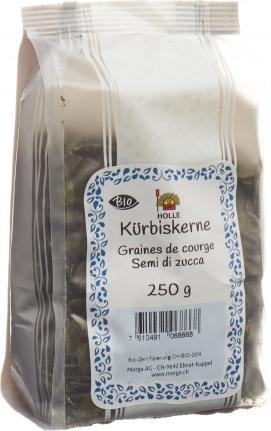 BIO
HOLLE
Kürbiskerne
Graines de courge
Semi di zucca
250 g
7 610491 068668
Bio-Zertifizierung CH-BIO-004
Morga AG - CH-9642 Ebnat-Kappel
www.morga.ch